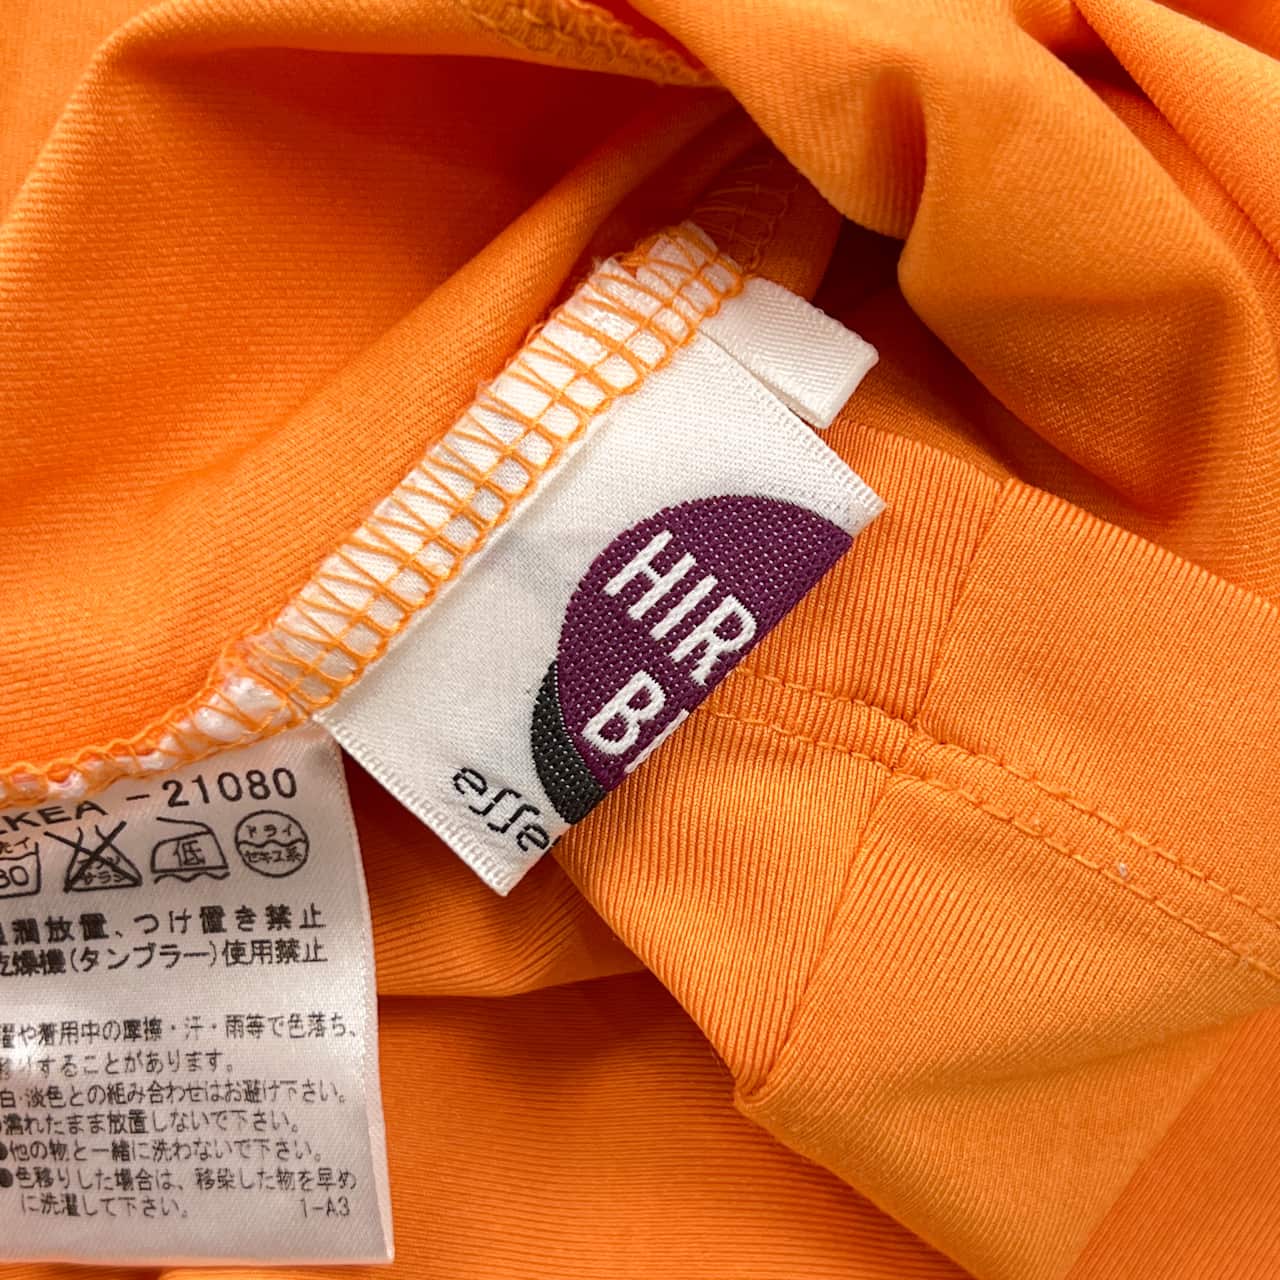 HIR
B
esse
KEA -21080
低
ドライ
セキユ系
潤放置、つけ置き禁止
乾燥機(タンブラー)使用禁止
濯や着用中の摩擦・汗・雨等で色落ち、
移りすることがあります。
白・淡色との組み合わせはお避け下さい。
濡れたまま放置しないで下さい。
●他の物と一緒に洗わないで下さい。
●色移りした場合は、移染した物を早め
に洗濯して下さい。 1-A3